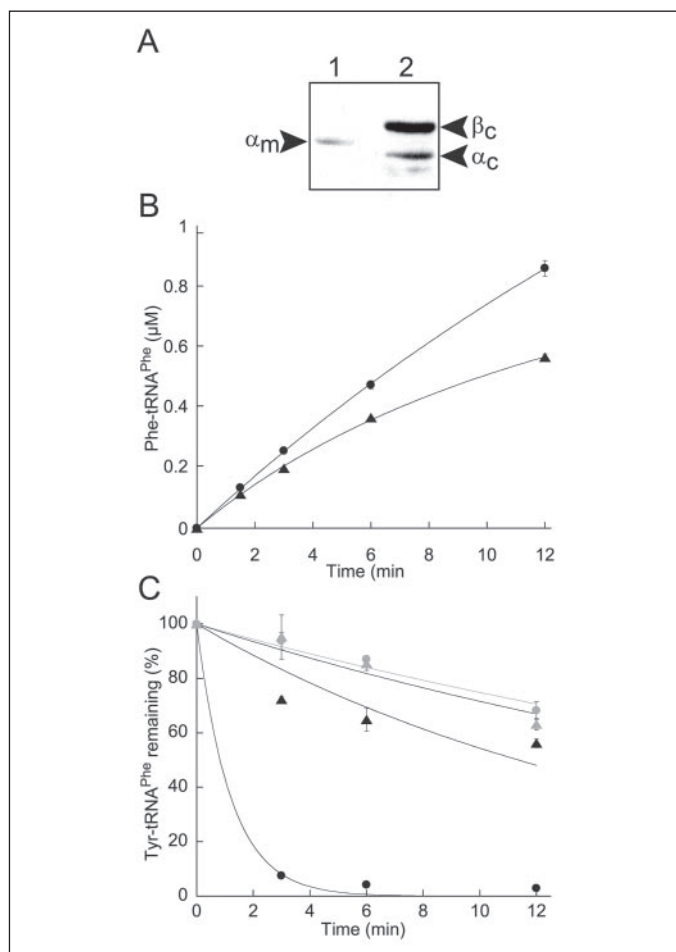 A
1 2
αm βc
αc
B
1
0.8
0.6
0.4
0.2
0
Phe-tRNAPhe (µM)
0 2 4 6 8 10 12
Time (min
C
100
80
60
40
20
0
Tyr-tRNAPhe remaining (%)
0 2 4 6 8 10 12
Time (min)